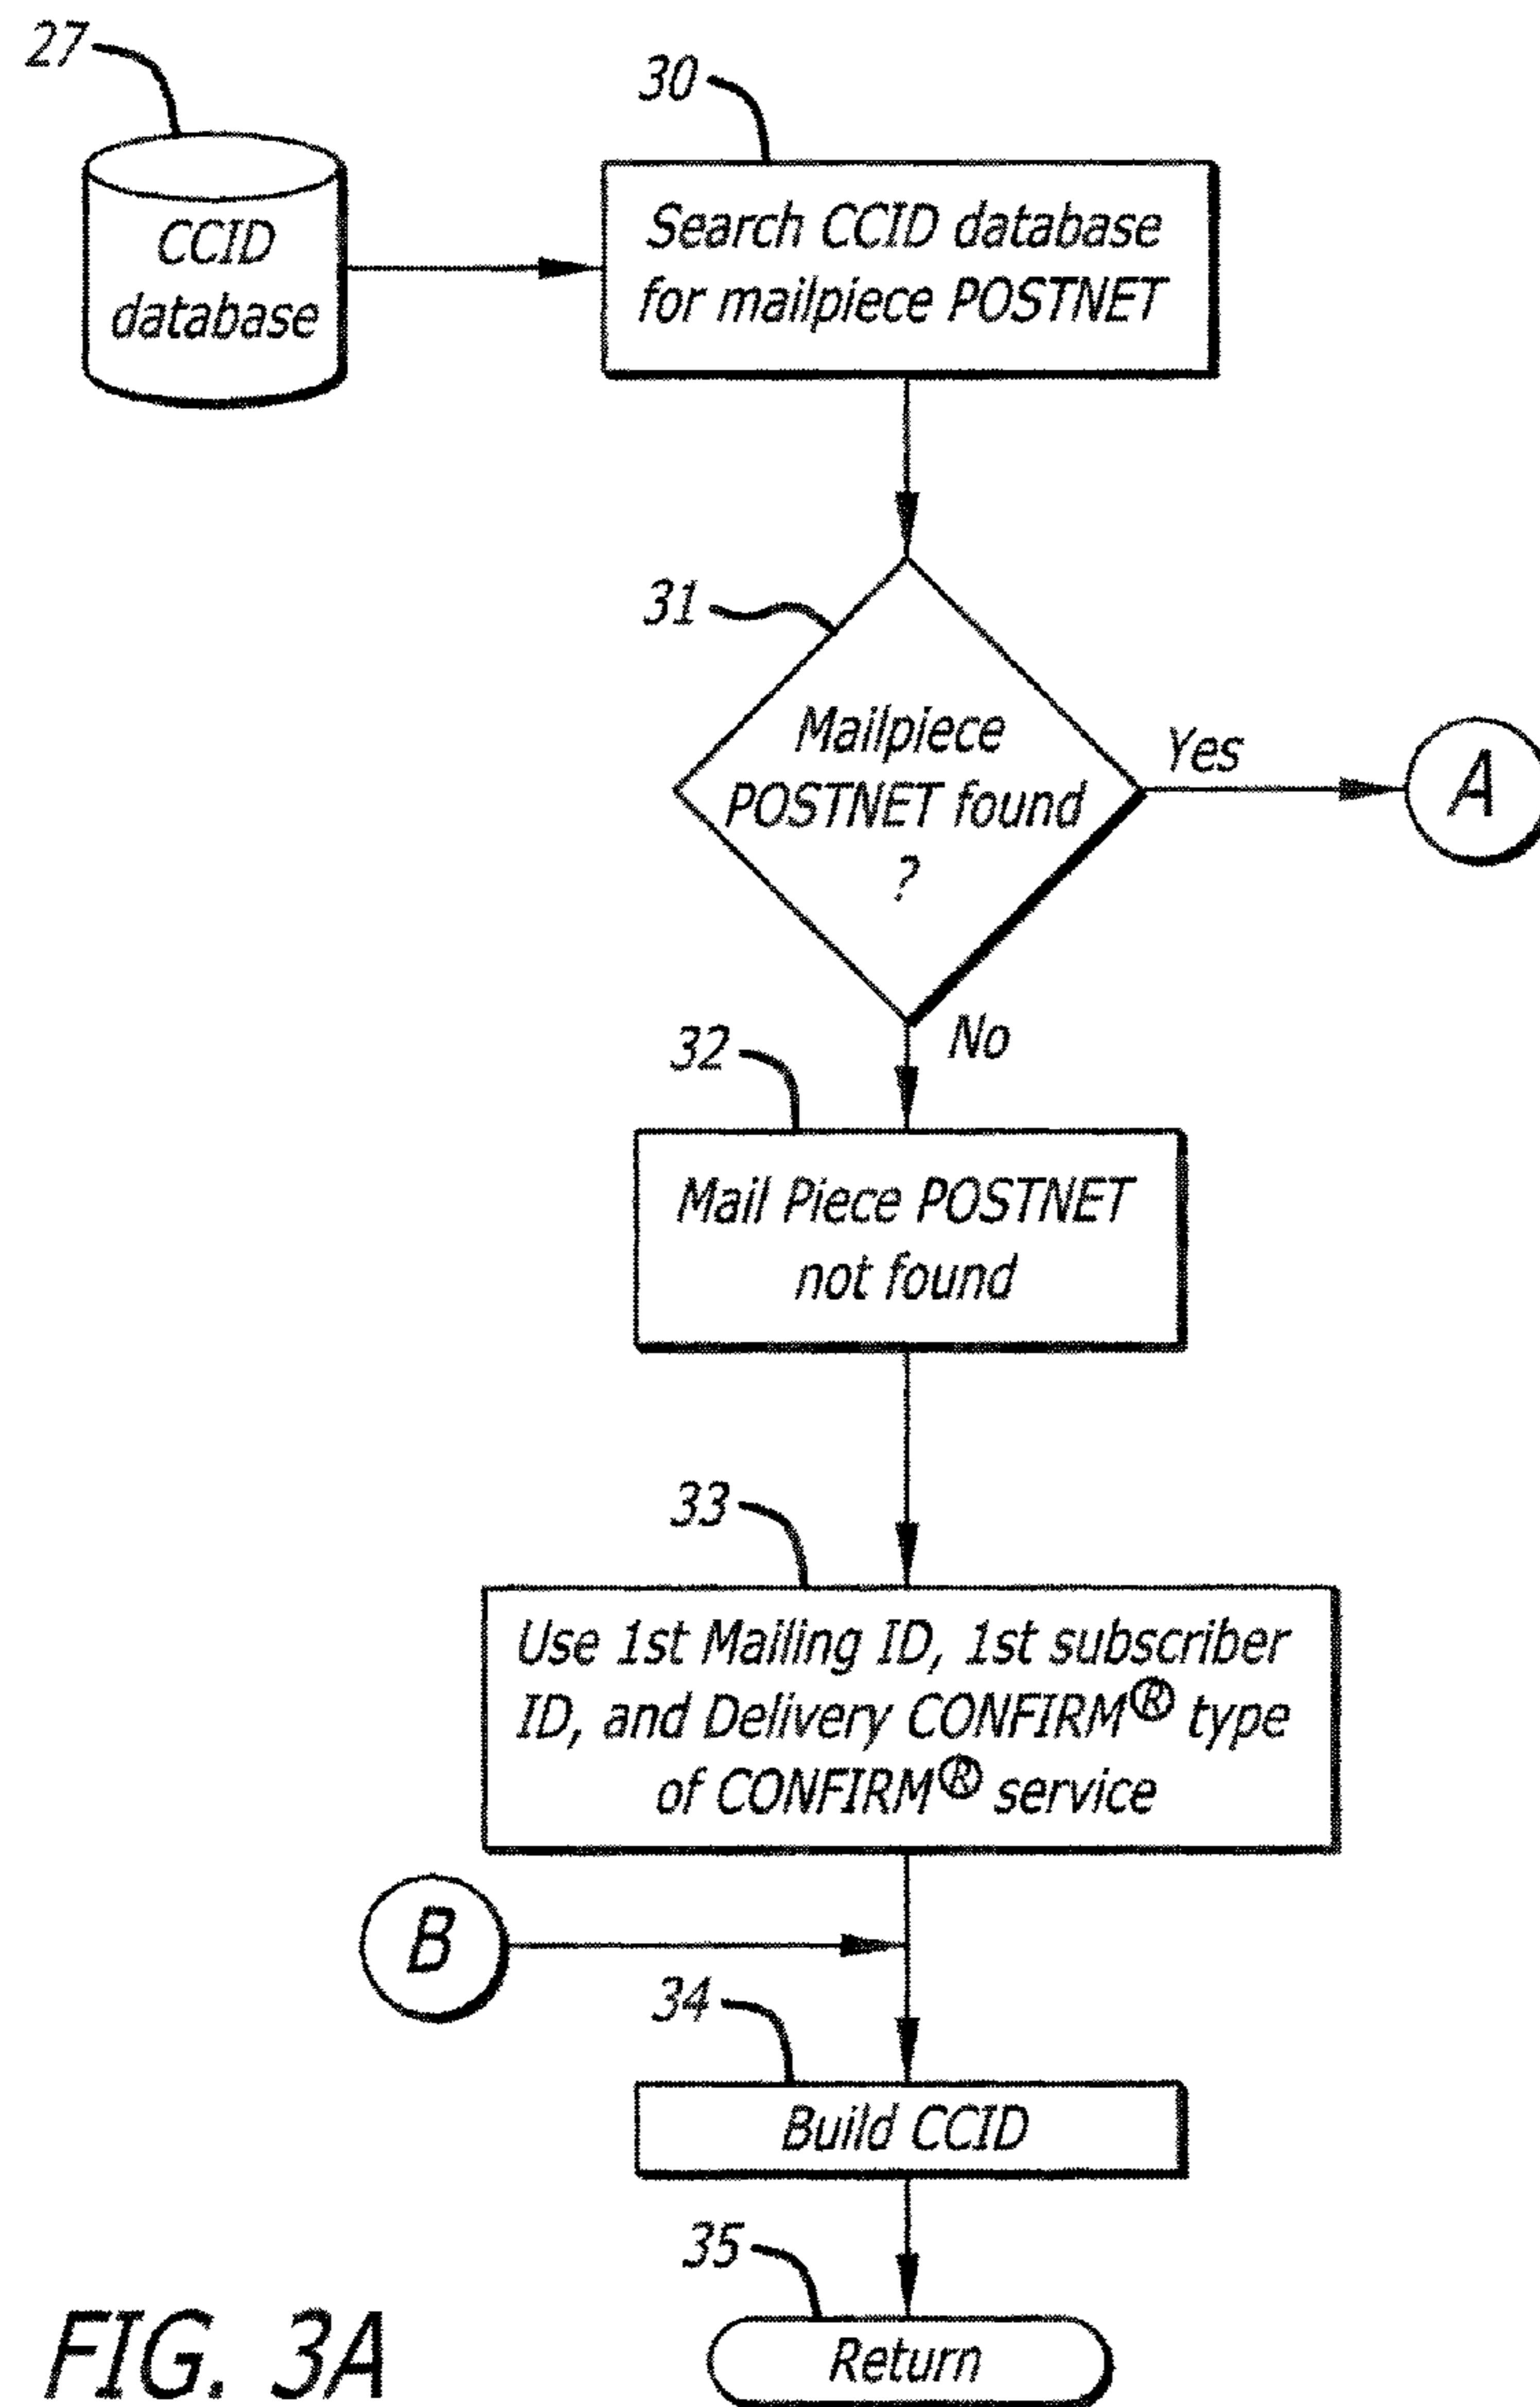 27
30
CCID
database
Search CCID database
for mailpiece POSTNET
31
Mailpiece
POSTNET found
?
Yes
A
No
32
Mail Piece POSTNET
not found
33
Use 1st Mailing ID, 1st subscriber
ID, and Delivery CONFIRM® type
of CONFIRM® service
B
34
Build CCID
35
Return
FIG. 3A